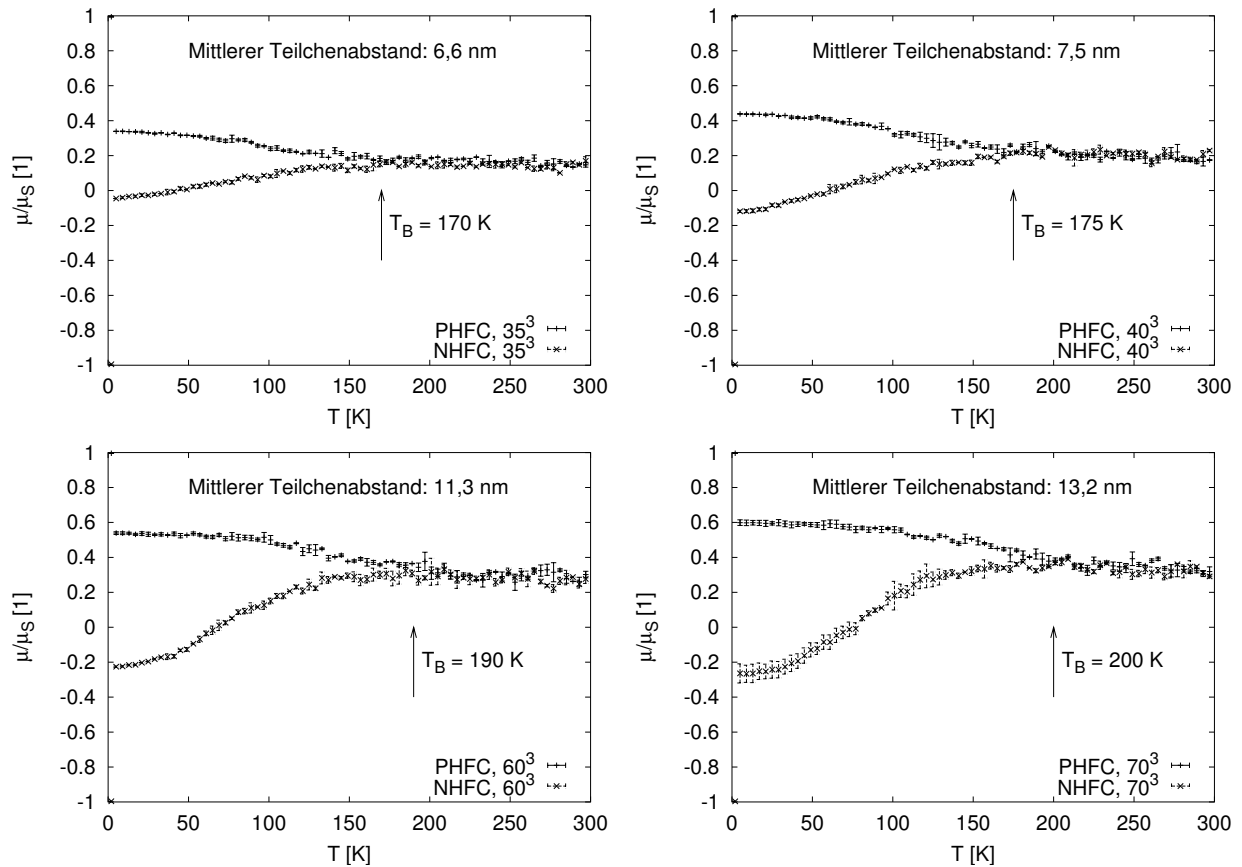 1
0.8
0.6
0.4
0.2
0
-0.2
-0.4
-0.6
-0.8
-1
μ/μS [1]
Mittlerer Teilchenabstand: 6,6 nm
TB = 170 K
PHFC, 35³
NHFC, 35³
0 50 100 150 200 250 300
T [K]
1
0.8
0.6
0.4
0.2
0
-0.2
-0.4
-0.6
-0.8
-1
μ/μS [1]
Mittlerer Teilchenabstand: 7,5 nm
TB = 175 K
PHFC, 40³
NHFC, 40³
0 50 100 150 200 250 300
T [K]
1
0.8
0.6
0.4
0.2
0
-0.2
-0.4
-0.6
-0.8
-1
μ/μS [1]
Mittlerer Teilchenabstand: 11,3 nm
TB = 190 K
PHFC, 60³
NHFC, 60³
0 50 100 150 200 250 300
T [K]
1
0.8
0.6
0.4
0.2
0
-0.2
-0.4
-0.6
-0.8
-1
μ/μS [1]
Mittlerer Teilchenabstand: 13,2 nm
TB = 200 K
PHFC, 70³
NHFC, 70³
0 50 100 150 200 250 300
T [K]